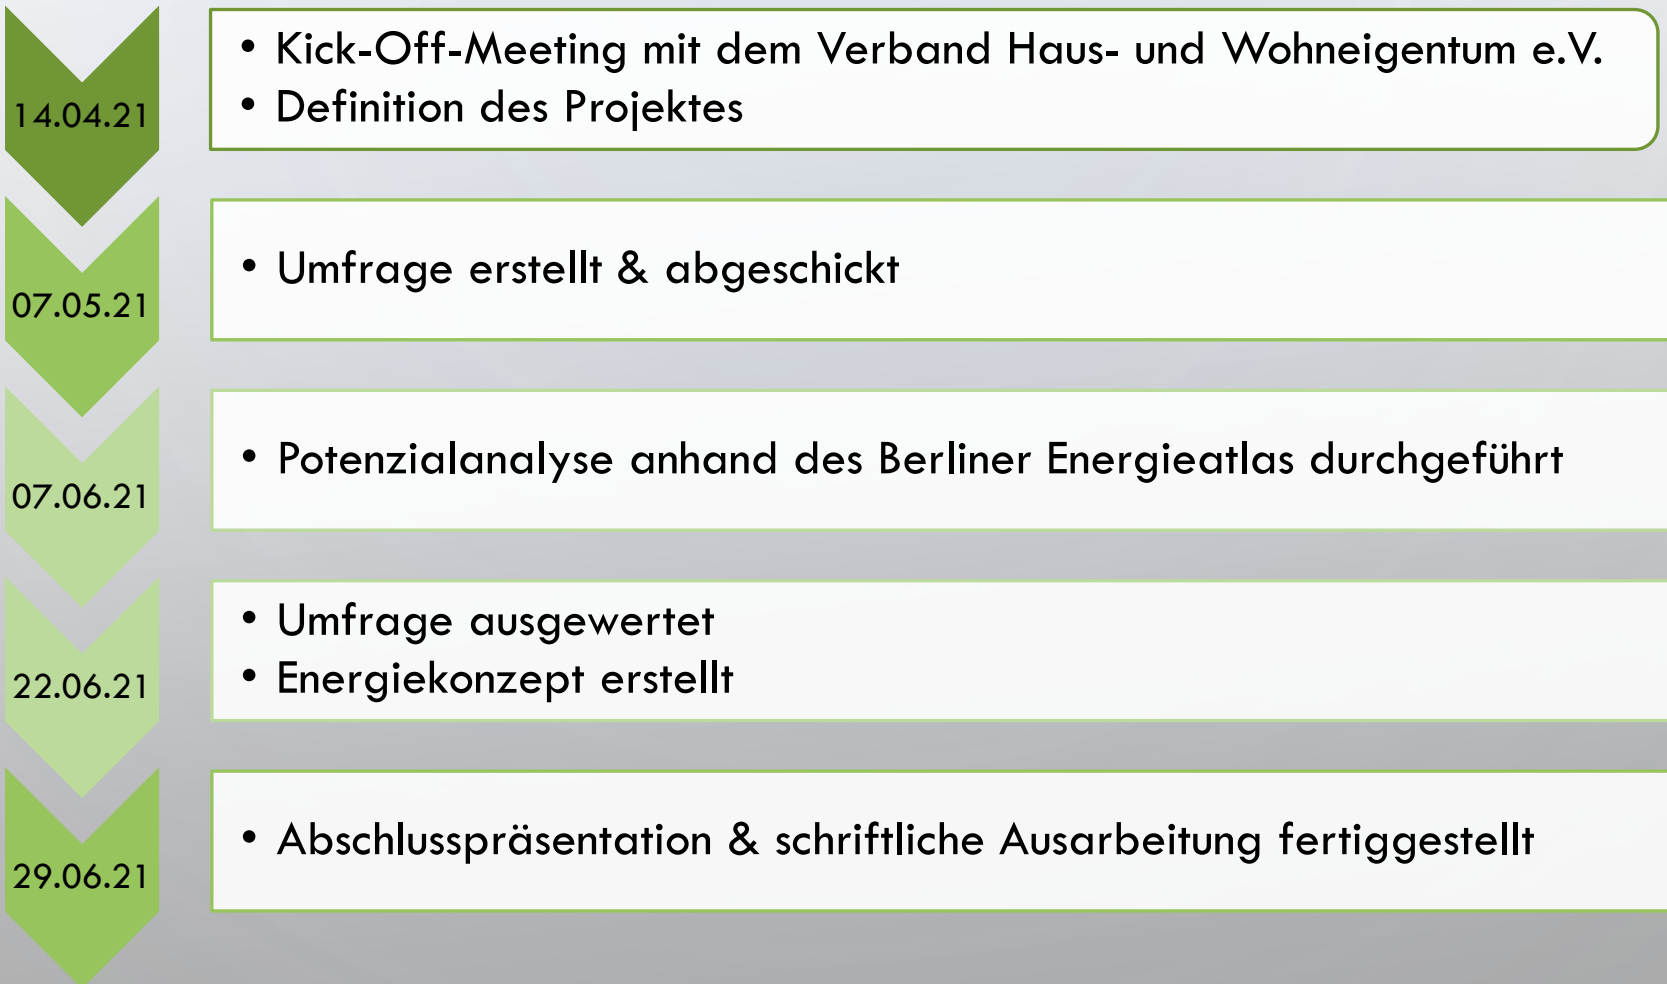 14.04.21
• Kick-Off-Meeting mit dem Verband Haus- und Wohneigentum e.V.
• Definition des Projektes
07.05.21
• Umfrage erstellt & abgeschickt
07.06.21
• Potenzialanalyse anhand des Berliner Energieatlas durchgeführt
22.06.21
• Umfrage ausgewertet
• Energiekonzept erstellt
29.06.21
• Abschlusspräsentation & schriftliche Ausarbeitung fertiggestellt